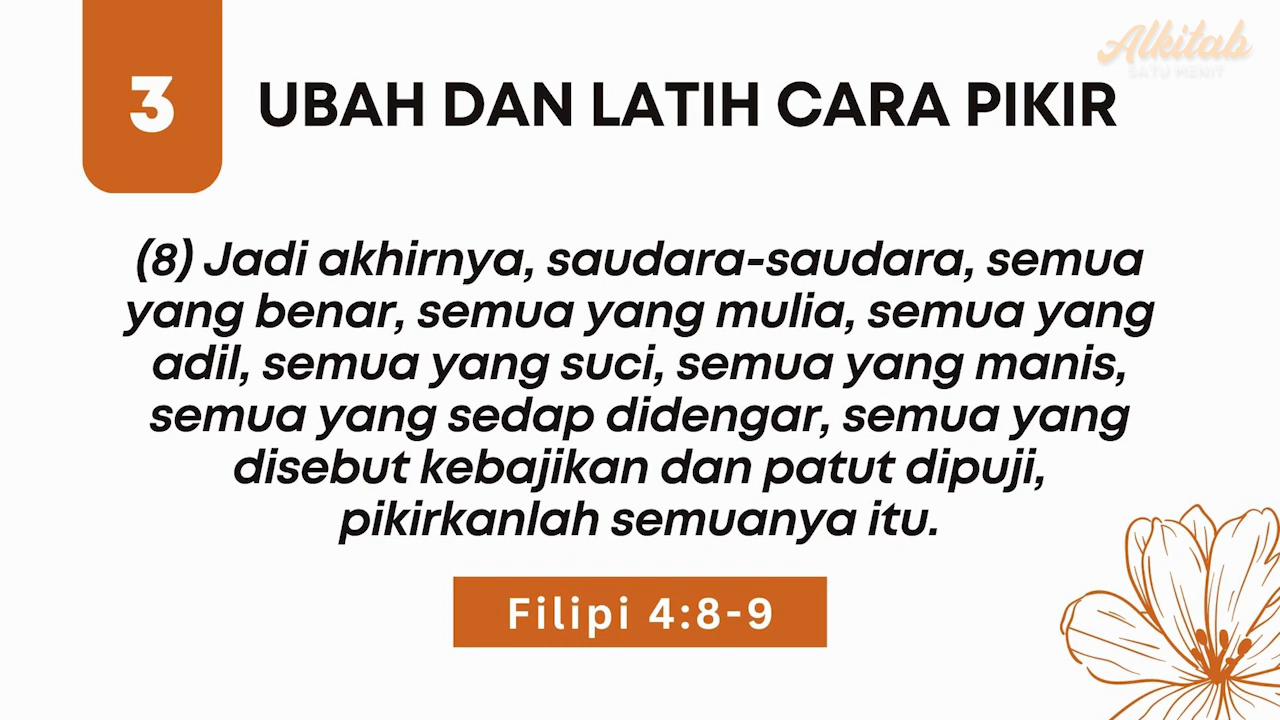 Alkitab
SATU MENIT
3
UBAH DAN LATIH CARA PIKIR
(8) Jadi akhirnya, saudara-saudara, semua
yang benar, semua yang mulia, semua yang
adil, semua yang suci, semua yang manis,
semua yang sedap didengar, semua yang
disebut kebajikan dan patut dipuji,
pikirkanlah semuanya itu.
Filipi 4:8-9